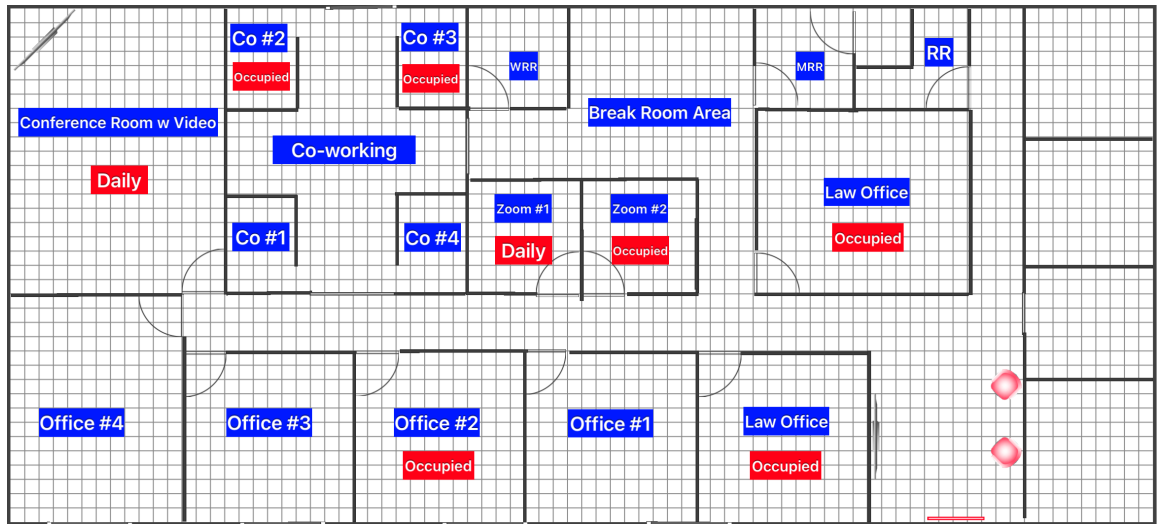 Co #2
Occupied
Co #3
Occupied
WRR
MRR
RR
Conference Room w Video
Daily
Co-working
Break Room Area
Co #1
Co #4
Zoom #1
Daily
Zoom #2
Occupied
Law Office
Occupied
Office #4
Office #3
Office #2
Occupied
Office #1
Law Office
Occupied